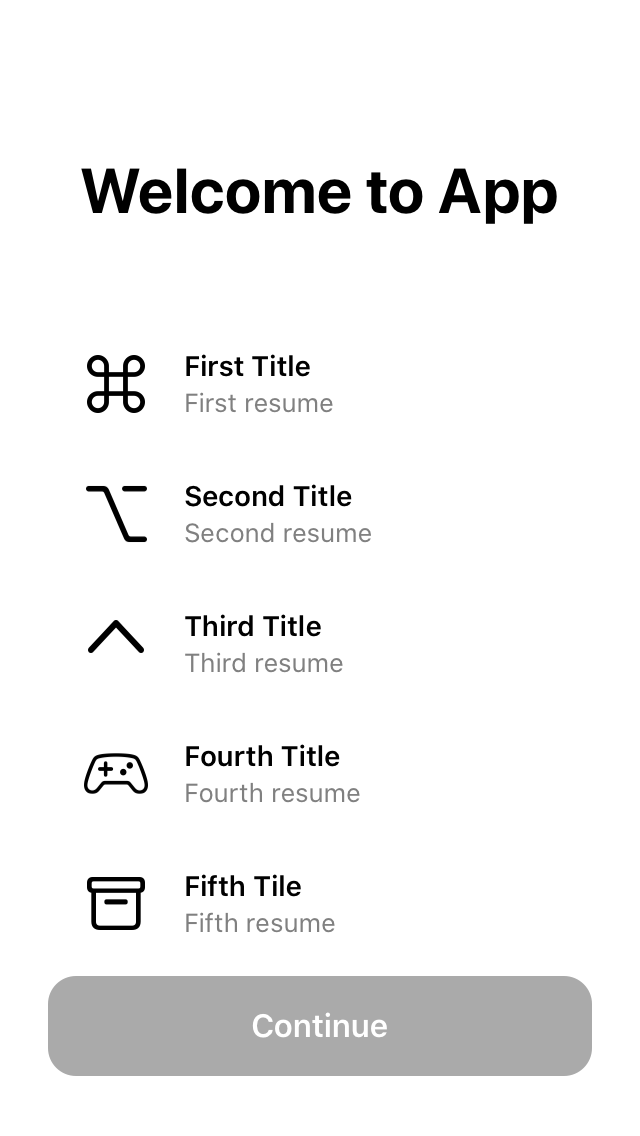 Welcome to App
First Title
First resume
Second Title
Second resume
Third Title
Third resume
Fourth Title
Fourth resume
Fifth Tile
Fifth resume
Continue